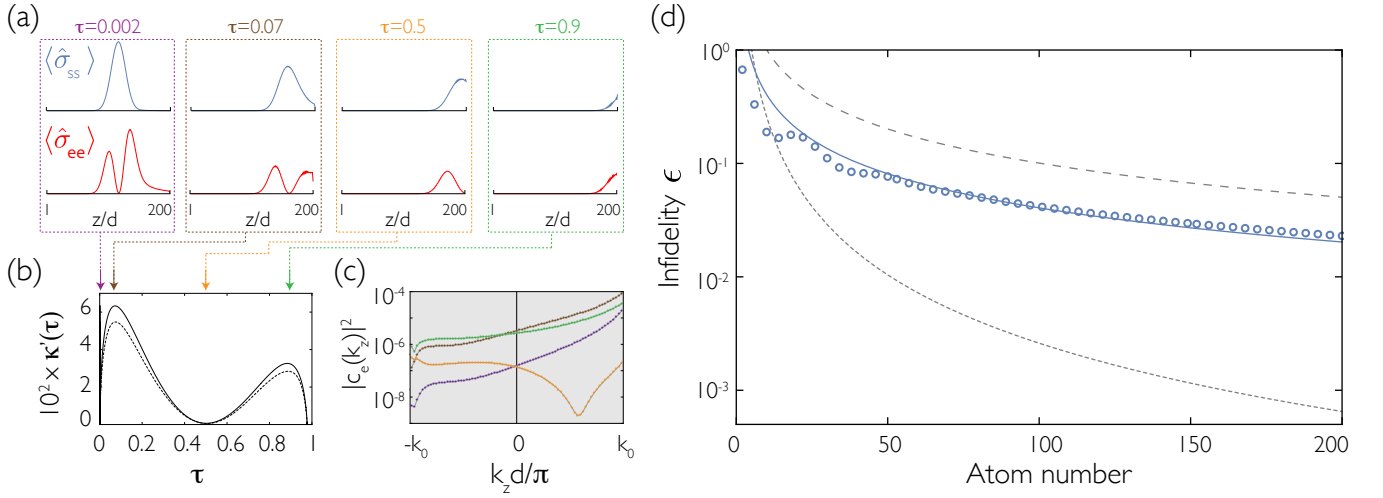 (a)
τ=0.002 τ=0.07 τ=0.5 τ=0.9
⟨σ̂ss⟩
⟨σ̂ee⟩
1 200 1 200 1 200 1 200
z/d z/d z/d z/d
(b)
10² × κ'(τ)
6
4
2
0
0 0.2 0.4 0.6 0.8 1
τ
(c)
|c_e(k_z)|²
10⁻⁴
10⁻⁶
10⁻⁸
-k₀ 0 k₀
k_z d/π
(d)
Infidelity ϵ
10⁰
10⁻¹
10⁻²
10⁻³
0 50 100 150 200
Atom number